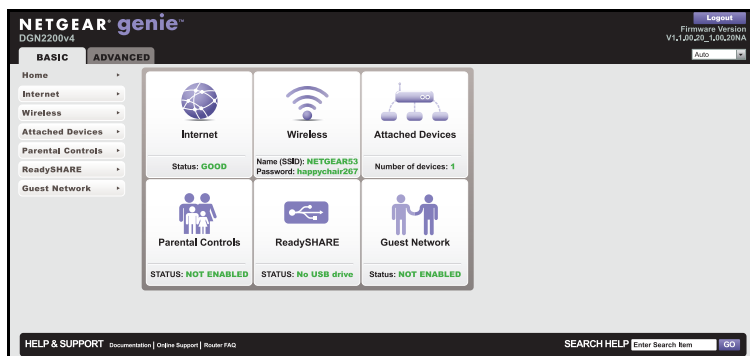 NETGEAR® genie™
DGN2200v4
Logout
Firmware Version
V1.1.00.20_1.00.20NA
BASIC
ADVANCED
Auto
Home
Internet
Wireless
Attached Devices
Parental Controls
ReadySHARE
Guest Network
Internet
Status: GOOD
Wireless
Name (SSID): NETGEAR53
Password: happychair267
Attached Devices
Number of devices: 1
Parental Controls
STATUS: NOT ENABLED
ReadySHARE
STATUS: No USB drive
Guest Network
Status: NOT ENABLED
HELP & SUPPORT Documentation | Online Support | Router FAQ
SEARCH HELP Enter Search Item GO